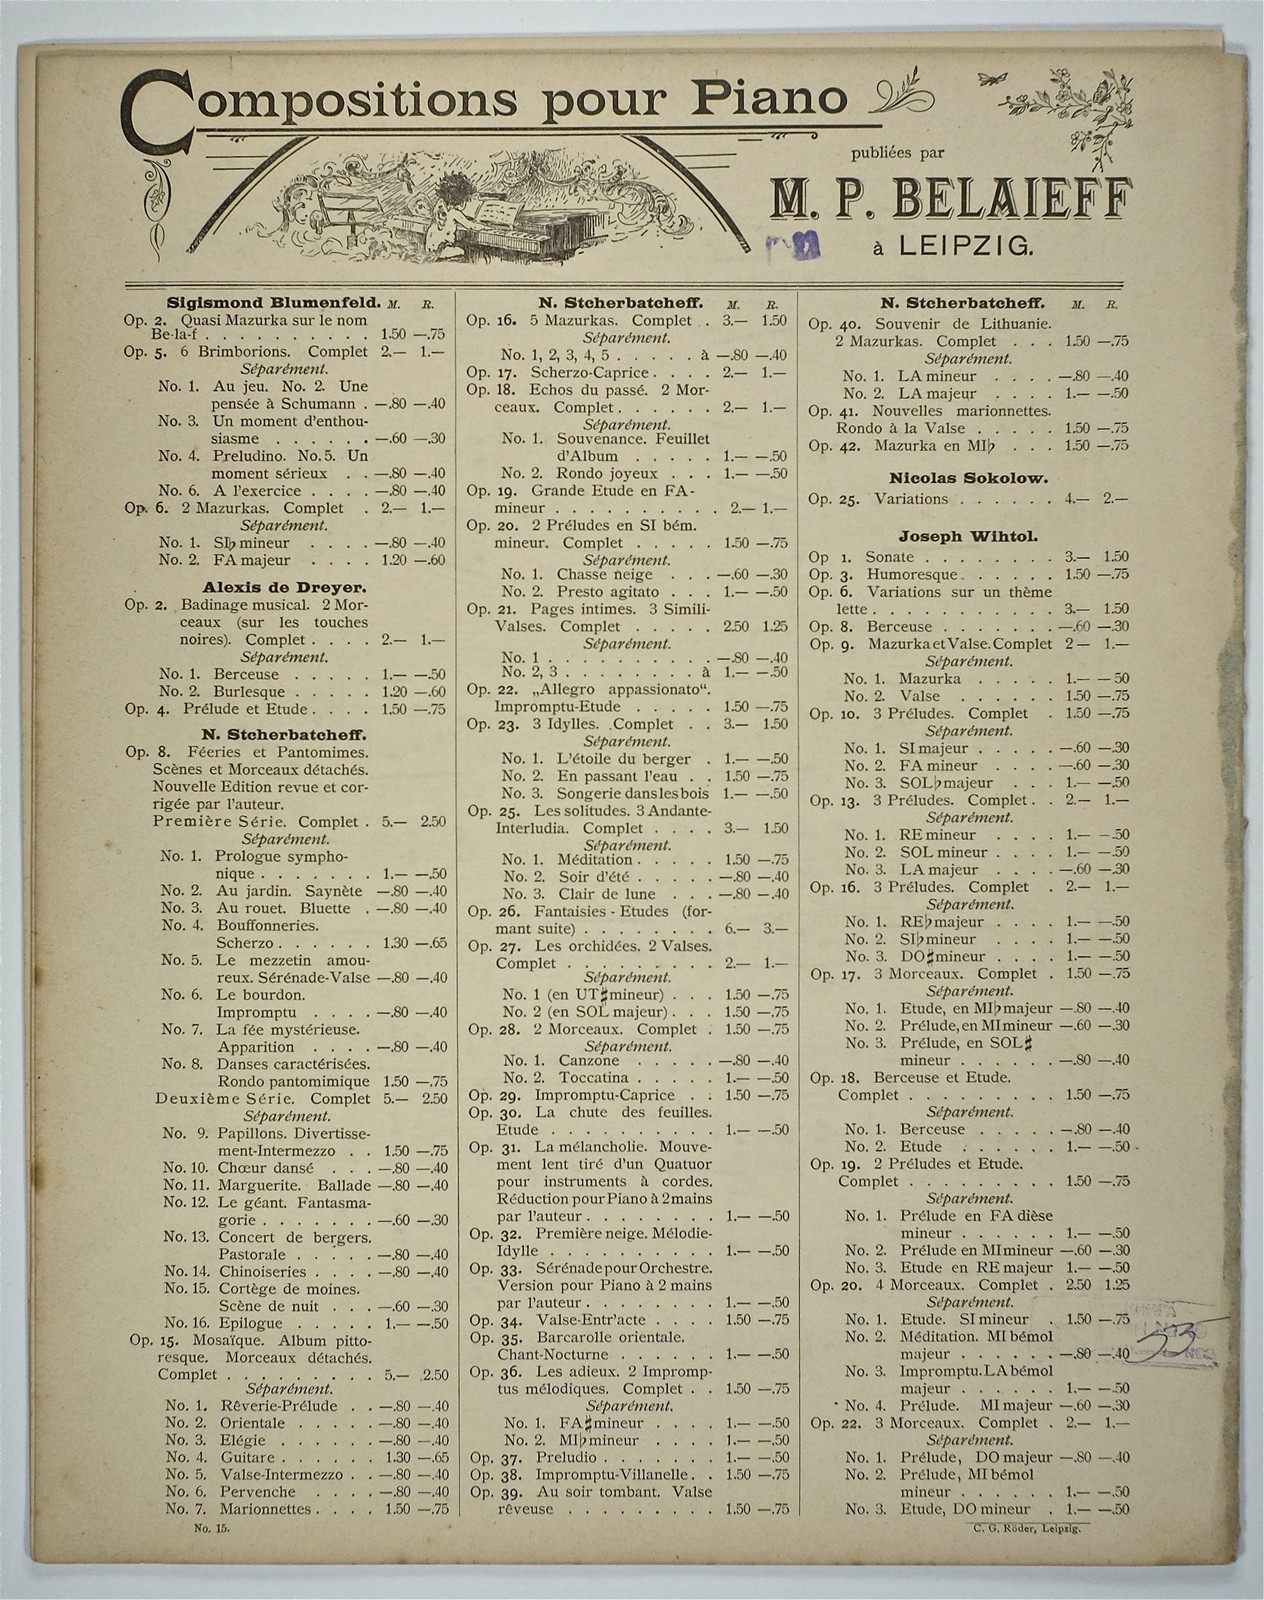 Compositions pour Piano
publiées par
M. P. BELAIEFF
à LEIPZIG.
Sigismond Blumenfeld. M. R.
Op. 2. Quasi Mazurka sur le nom
Be-la-f . . . . . . . . . . 1.50 —.75
Op. 5. 6 Brimborions. Complet 2.— 1.—
Séparément.
No. 1. Au jeu. No. 2. Une
pensée à Schumann . —.80 —.40
No. 3. Un moment d'enthou-
siasme . . . . . . —.60 —.30
No. 4. Preludino. No. 5. Un
moment sérieux . . —.80 —.40
No. 6. A l'exercice . . . . —.80 —.40
Op. 6. 2 Mazurkas. Complet . 2.— 1.—
Séparément.
No. 1. SI♭ mineur . . . . —.80 —.40
No. 2. FA majeur . . . . 1.20 —.60
Alexis de Dreyer.
Op. 2. Badinage musical. 2 Mor-
ceaux (sur les touches
noires). Complet . . . . 2.— 1.—
Séparément.
No. 1. Berceuse . . . . . 1.— —.50
No. 2. Burlesque . . . . . 1.20 —.60
Op. 4. Prélude et Etude . . . . 1.50 —.75
N. Stcherbatcheff.
Op. 8. Féeries et Pantomimes.
Scènes et Morceaux détachés.
Nouvelle Edition revue et cor-
rigée par l'auteur.
Première Série. Complet . 5.— 2.50
Séparément.
No. 1. Prologue sympho-
nique . . . . . . . 1.— —.50
No. 2. Au jardin. Saynète —.80 —.40
No. 3. Au rouet. Bluette . —.80 —.40
No. 4. Bouffonneries.
Scherzo . . . . . . 1.30 —.65
No. 5. Le mezzetin amou-
reux. Sérénade-Valse —.80 —.40
No. 6. Le bourdon.
Impromptu . . . . —.80 —.40
No. 7. La fée mystérieuse.
Apparition . . . . —.80 —.40
No. 8. Danses caractérisées.
Rondo pantomimique 1.50 —.75
Deuxième Série. Complet 5.— 2.50
Séparément.
No. 9. Papillons. Divertisse-
ment-Intermezzo . . 1.50 —.75
No. 10. Chœur dansé . . . —.80 —.40
No. 11. Marguerite. Ballade —.80 —.40
No. 12. Le géant. Fantasma-
gorie . . . . . . . —.60 —.30
No. 13. Concert de bergers.
Pastorale . . . . . —.80 —.40
No. 14. Chinoiseries . . . . —.80 —.40
No. 15. Cortège de moines.
Scène de nuit . . . —.60 —.30
No. 16. Epilogue . . . . . 1.— —.50
Op. 15. Mosaïque. Album pitto-
resque. Morceaux détachés.
Complet . . . . . . . . . 5.— 2.50
Séparément.
No. 1. Rêverie-Prélude . . —.80 —.40
No. 2. Orientale . . . . . —.80 —.40
No. 3. Elégie . . . . . . —.80 —.40
No. 4. Guitare . . . . . . 1.30 —.65
No. 5. Valse-Intermezzo . . —.80 —.40
No. 6. Pervenche . . . . —.80 —.40
No. 7. Marionnettes . . . . 1.50 —.75
No. 15.
N. Stcherbatcheff. M. R.
Op. 16. 5 Mazurkas. Complet . 3.— 1.50
Séparément.
No. 1, 2, 3, 4, 5 . . . . . à —.80 —.40
Op. 17. Scherzo-Caprice . . . . 2.— 1.—
Op. 18. Echos du passé. 2 Mor-
ceaux. Complet . . . . . . 2.— 1.—
Séparément.
No. 1. Souvenance. Feuillet
d'Album . . . . . 1.— —.50
No. 2. Rondo joyeux . . . 1.— —.50
Op. 19. Grande Etude en FA-
mineur . . . . . . . . . . 2.— 1.—
Op. 20. 2 Préludes en SI bém.
mineur. Complet . . . . . 1.50 —.75
Séparément.
No. 1. Chasse neige . . . —.60 —.30
No. 2. Presto agitato . . . 1.— —.50
Op. 21. Pages intimes. 3 Simili-
Valses. Complet . . . . . 2.50 1.25
Séparément.
No. 1 . . . . . . . . . . —.80 —.40
No. 2, 3 . . . . . . . . à 1.— —.50
Op. 22. „Allegro appassionato“.
Impromptu-Etude . . . . . 1.50 —.75
Op. 23. 3 Idylles. Complet . . 3.— 1.50
Séparément.
No. 1. L'étoile du berger . 1.— —.50
No. 2. En passant l'eau . . 1.50 —.75
No. 3. Songerie dans les bois 1.— —.50
Op. 25. Les solitudes. 3 Andante-
Interludia. Complet . . . . 3.— 1.50
Séparément.
No. 1. Méditation . . . . . 1.50 —.75
No. 2. Soir d'été . . . . . —.80 —.40
No. 3. Clair de lune . . . —.80 —.40
Op. 26. Fantaisies - Etudes (for-
mant suite) . . . . . . . . 6.— 3.—
Op. 27. Les orchidées. 2 Valses.
Complet . . . . . . . . . 2.— 1.—
Séparément.
No. 1 (en UT♯ mineur) . . . 1.50 —.75
No. 2 (en SOL majeur) . . . 1.50 —.75
Op. 28. 2 Morceaux. Complet . 1.50 —.75
Séparément.
No. 1. Canzone . . . . . —.80 —.40
No. 2. Toccatina . . . . . 1.— —.50
Op. 29. Impromptu-Caprice . . 1.50 —.75
Op. 30. La chute des feuilles.
Etude . . . . . . . . . . 1.— —.50
Op. 31. La mélancholie. Mouve-
ment lent tiré d'un Quatuor
pour instruments à cordes.
Réduction pour Piano à 2 mains
par l'auteur . . . . . . . . 1.— —.50
Op. 32. Première neige. Mélodie-
Idylle . . . . . . . . . . 1.— —.50
Op. 33. Sérénade pour Orchestre.
Version pour Piano à 2 mains
par l'auteur . . . . . . . . 1.— —.50
Op. 34. Valse-Entr'acte . . . . 1.50 —.75
Op. 35. Barcarolle orientale.
Chant-Nocturne . . . . . . 1.— —.50
Op. 36. Les adieux. 2 Impromp-
tus mélodiques. Complet . . 1.50 —.75
Séparément.
No. 1. FA♯ mineur . . . . 1.— —.50
No. 2. MI♭ mineur . . . . 1.— —.50
Op. 37. Preludio . . . . . . . 1.— —.50
Op. 38. Impromptu-Villanelle . . 1.50 —.75
Op. 39. Au soir tombant. Valse
rêveuse . . . . . . . . . 1.50 —.75
N. Stcherbatcheff. M. R.
Op. 40. Souvenir de Lithuanie.
2 Mazurkas. Complet . . . 1.50 —.75
Séparément.
No. 1. LA mineur . . . . —.80 —.40
No. 2. LA majeur . . . . 1.— —.50
Op. 41. Nouvelles marionnettes.
Rondo à la Valse . . . . . 1.50 —.75
Op. 42. Mazurka en MI♭ . . . 1.50 —.75
Nicolas Sokolow.
Op. 25. Variations . . . . . . 4.— 2.—
Joseph Wihtol.
Op 1. Sonate . . . . . . . . 3.— 1.50
Op. 3. Humoresque . . . . . . 1.50 —.75
Op. 6. Variations sur un thème
lette . . . . . . . . . . . 3.— 1.50
Op. 8. Berceuse . . . . . . . —.60 —.30
Op. 9. Mazurka et Valse. Complet 2 — 1.—
Séparément.
No. 1. Mazurka . . . . . 1.— —50
No. 2. Valse . . . . . . 1.50 —.75
Op. 10. 3 Préludes. Complet . 1.50 —.75
Séparément.
No. 1. SI majeur . . . . . —.60 —.30
No. 2. FA mineur . . . . —.60 —.30
No. 3. SOL♭ majeur . . . 1.— —.50
Op. 13. 3 Préludes. Complet . . 2.— 1.—
Séparément.
No. 1. RE mineur . . . . 1.— —.50
No. 2. SOL mineur . . . . 1.— —.50
No. 3. LA majeur . . . . —.60 —.30
Op. 16. 3 Préludes. Complet . 2.— 1.—
Séparément.
No. 1. RE♭ majeur . . . . 1.— —.50
No. 2. SI♭ mineur . . . . 1.— —.50
No. 3. DO♯ mineur . . . . 1.— —.50
Op. 17. 3 Morceaux. Complet . 1.50 —.75
Séparément.
No. 1. Etude, en MI♭ majeur —.80 —.40
No. 2. Prélude, en MI mineur —.60 —.30
No. 3. Prélude, en SOL♯
mineur . . . . . . —.80 —.40
Op. 18. Berceuse et Etude.
Complet . . . . . . . . . 1.50 —.75
Séparément.
No. 1. Berceuse . . . . . —.80 —.40
No. 2. Etude . . . . . . 1.— —.50
Op. 19. 2 Préludes et Etude.
Complet . . . . . . . . . 1.50 —.75
Séparément.
No. 1. Prélude en FA dièse
mineur . . . . . . 1.— —.50
No. 2. Prélude en MI mineur —.60 —.30
No. 3. Etude en RE majeur 1.— —.50
Op. 20. 4 Morceaux. Complet . 2.50 1.25
Séparément.
No. 1. Etude. SI mineur . 1.50 —.75
No. 2. Méditation. MI bémol
majeur . . . . . . —.80 —.40
No. 3. Impromptu. LA bémol
majeur . . . . . . 1.— —.50
No. 4. Prélude. MI majeur —.60 —.30
Op. 22. 3 Morceaux. Complet . 2.— 1.—
Séparément.
No. 1. Prélude, DO majeur —.80 —.40
No. 2. Prélude, MI bémol
mineur . . . . . . 1.— —.50
No. 3. Etude, DO mineur . 1.— —.50
C. G. Röder, Leipzig.